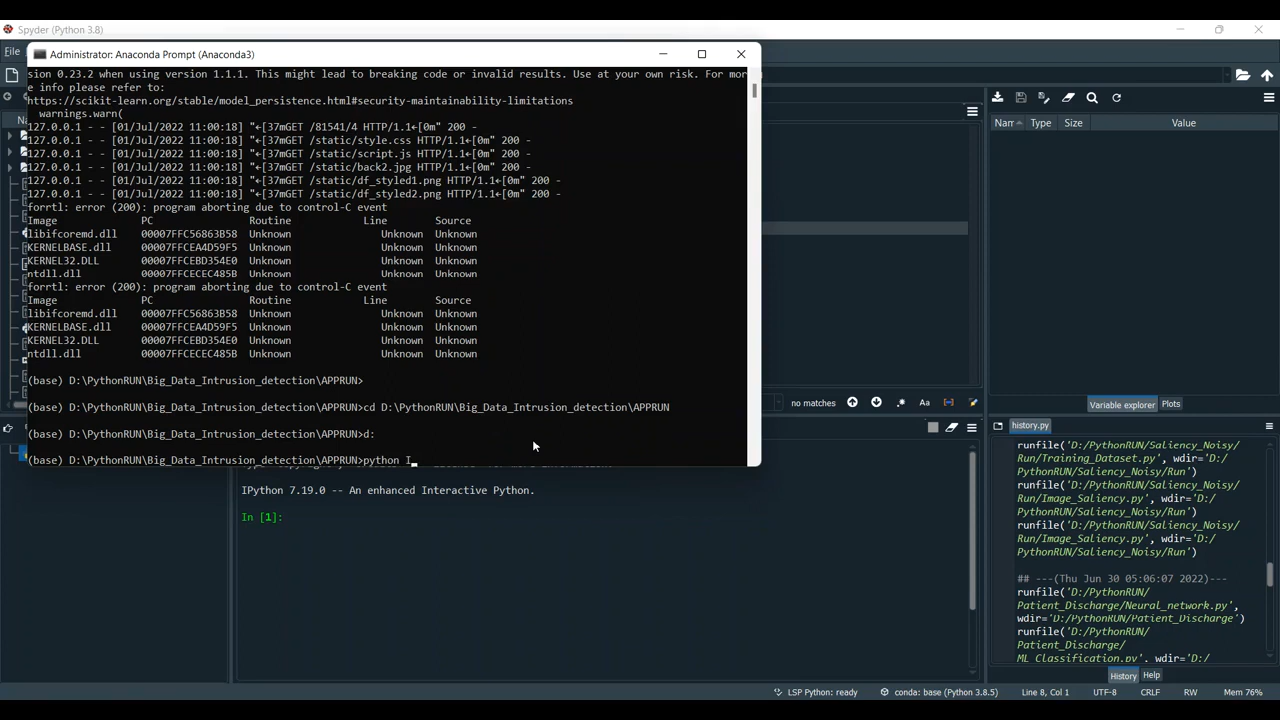 Spyder (Python 3.8)
File
Administrator: Anaconda Prompt (Anaconda3)
sion 0.23.2 when using version 1.1.1. This might lead to breaking code or invalid results. Use at your own risk. For mor
e info please refer to:
https://scikit-learn.org/stable/model_persistence.html#security-maintainability-limitations
warnings.warn(
127.0.0.1 - - [01/Jul/2022 11:00:18] "←[37mGET /81541/4 HTTP/1.1←[0m" 200 -
127.0.0.1 - - [01/Jul/2022 11:00:18] "←[37mGET /static/style.css HTTP/1.1←[0m" 200 -
127.0.0.1 - - [01/Jul/2022 11:00:18] "←[37mGET /static/script.js HTTP/1.1←[0m" 200 -
127.0.0.1 - - [01/Jul/2022 11:00:18] "←[37mGET /static/back2.jpg HTTP/1.1←[0m" 200 -
127.0.0.1 - - [01/Jul/2022 11:00:18] "←[37mGET /static/df_styled1.png HTTP/1.1←[0m" 200 -
127.0.0.1 - - [01/Jul/2022 11:00:18] "←[37mGET /static/df_styled2.png HTTP/1.1←[0m" 200 -
forrtl: error (200): program aborting due to control-C event
Image PC Routine Line Source
libifcoremd.dll 00007FFC56863B58 Unknown Unknown Unknown
KERNELBASE.dll 00007FFCEA4D59F5 Unknown Unknown Unknown
KERNEL32.DLL 00007FFCEBD354E0 Unknown Unknown Unknown
ntdll.dll 00007FFCECEC485B Unknown Unknown Unknown
forrtl: error (200): program aborting due to control-C event
Image PC Routine Line Source
libifcoremd.dll 00007FFC56863B58 Unknown Unknown Unknown
KERNELBASE.dll 00007FFCEA4D59F5 Unknown Unknown Unknown
KERNEL32.DLL 00007FFCEBD354E0 Unknown Unknown Unknown
ntdll.dll 00007FFCECEC485B Unknown Unknown Unknown
(base) D:\PythonRUN\Big_Data_Intrusion_detection\APPRUN>
(base) D:\PythonRUN\Big_Data_Intrusion_detection\APPRUN>cd D:\PythonRUN\Big_Data_Intrusion_detection\APPRUN
(base) D:\PythonRUN\Big_Data_Intrusion_detection\APPRUN>d:
(base) D:\PythonRUN\Big_Data_Intrusion_detection\APPRUN>python I
IPython 7.19.0 -- An enhanced Interactive Python.
In [1]:
no matches
Aa
Type Size Value
Variable explorer Plots
history.py
runfile('D:/PythonRUN/Saliency_Noisy/
Run/Training_Dataset.py', wdir='D:/
PythonRUN/Saliency_Noisy/Run')
runfile('D:/PythonRUN/Saliency_Noisy/
Run/Image_Saliency.py', wdir='D:/
PythonRUN/Saliency_Noisy/Run')
runfile('D:/PythonRUN/Saliency_Noisy/
Run/Image_Saliency.py', wdir='D:/
PythonRUN/Saliency_Noisy/Run')
## ---(Thu Jun 30 05:06:07 2022)---
runfile('D:/PythonRUN/
Patient_Discharge/Neural_network.py',
wdir='D:/PythonRUN/Patient_Discharge')
runfile('D:/PythonRUN/
Patient_Discharge/
ML_Classification.py', wdir='D:/
History Help
LSP Python: ready conda: base (Python 3.8.5) Line 8, Col 1 UTF-8 CRLF RW Mem 76%